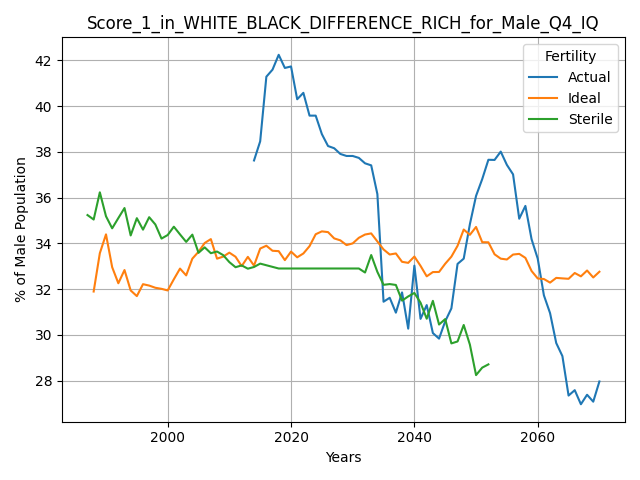 Score_1_in_WHITE_BLACK_DIFFERENCE_RICH_for_Male_Q4_IQ
Fertility
Actual
Ideal
Sterile
% of Male Population
42
40
38
36
34
32
30
28
2000
2020
2040
2060
Years